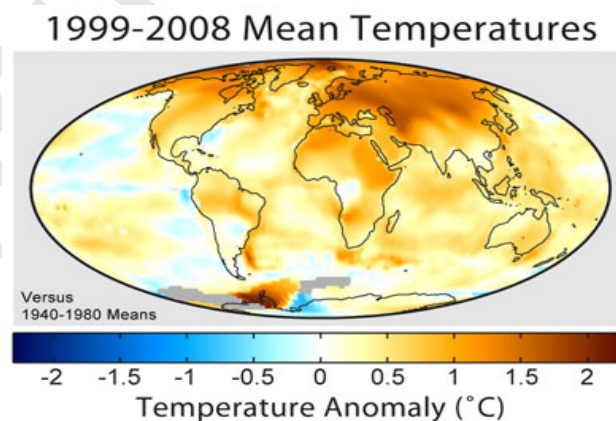 1999-2008 Mean Temperatures
Versus
1940-1980 Means
-2 -1.5 -1 -0.5 0 0.5 1 1.5 2
Temperature Anomaly (˚C)